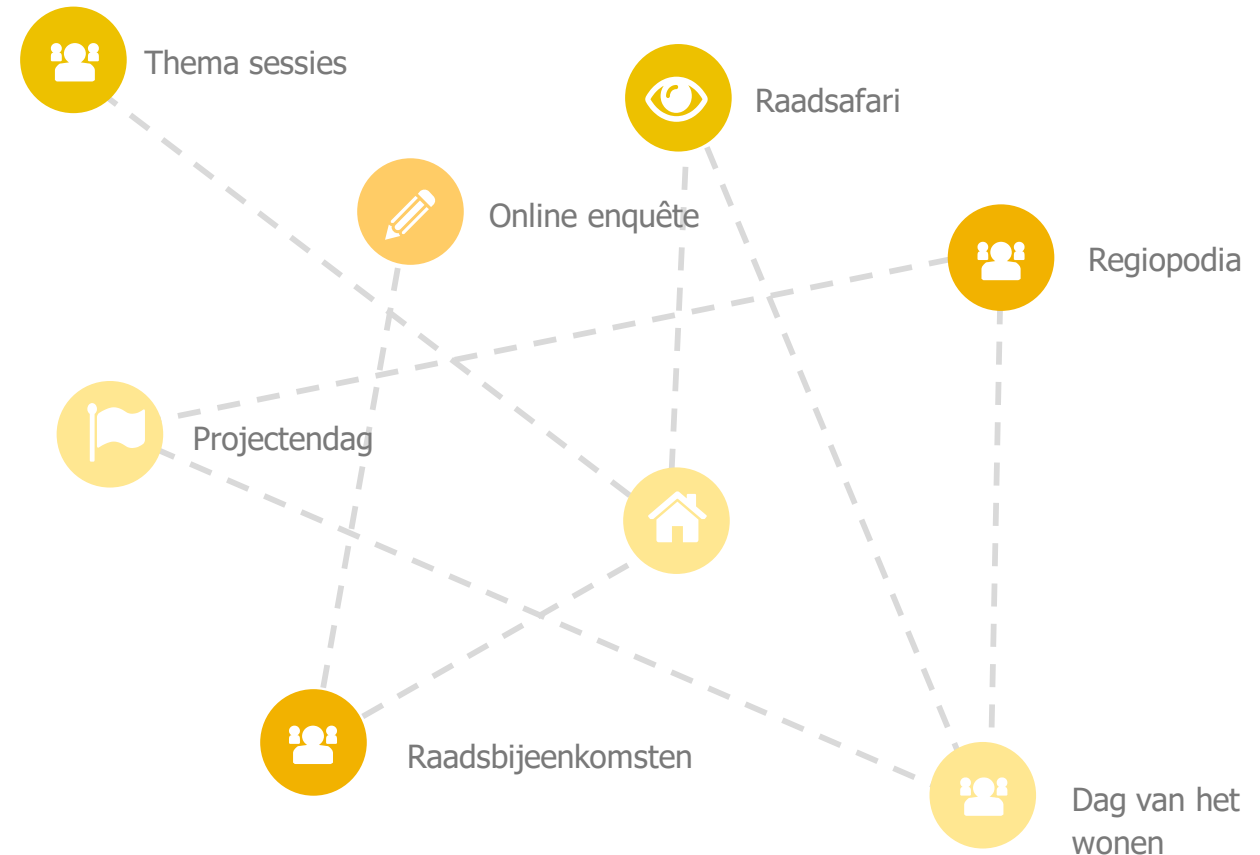 Thema sessies
Raadsafari
Online enquête
Regiopodia
Projectendag
Raadsbijeenkomsten
Dag van het
wonen